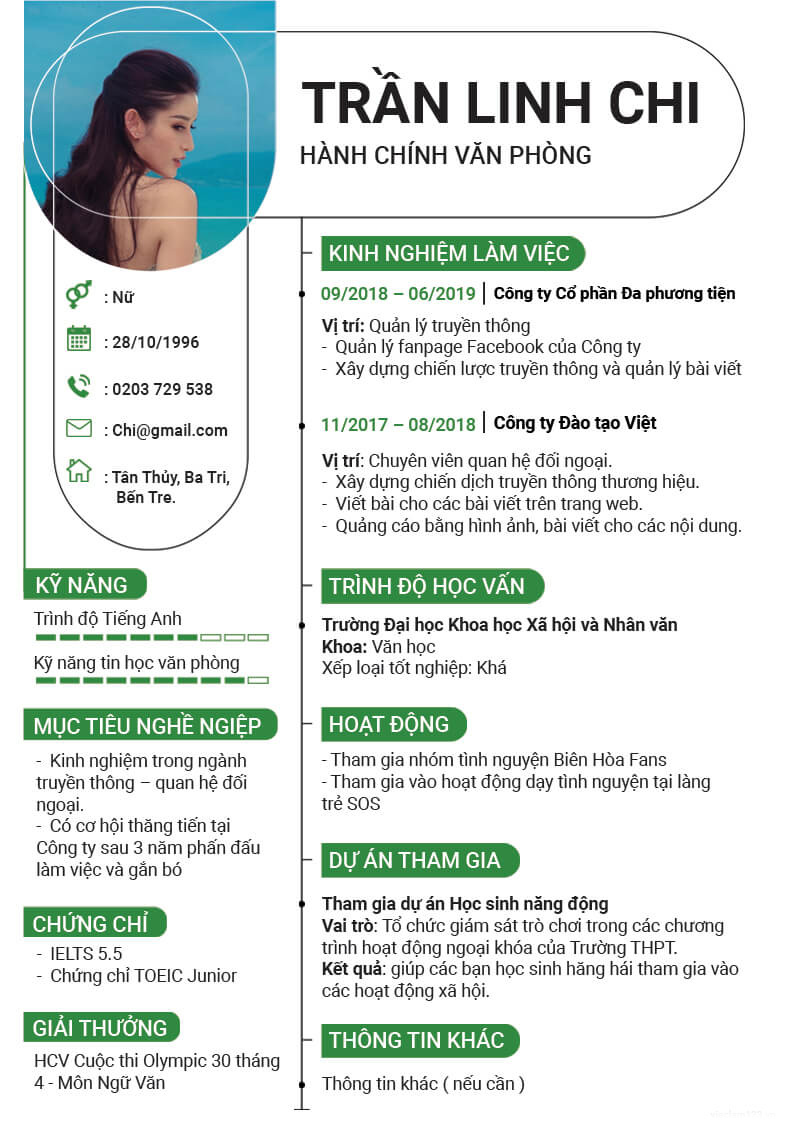 TRẦN LINH CHI
HÀNH CHÍNH VĂN PHÒNG
: Nữ
: 28/10/1996
: 0203 729 538
: Chi@gmail.com
: Tân Thủy, Ba Tri,
Bến Tre.
KỸ NĂNG
Trình độ Tiếng Anh
Kỹ năng tin học văn phòng
MỤC TIÊU NGHỀ NGIỆP
- Kinh nghiệm trong ngành
truyền thông – quan hệ đối
ngoại.
- Có cơ hội thăng tiến tại
Công ty sau 3 năm phấn đấu
làm việc và gắn bó
CHỨNG CHỈ
- IELTS 5.5
- Chứng chỉ TOEIC Junior
GIẢI THƯỞNG
HCV Cuộc thi Olympic 30 tháng
4 - Môn Ngữ Văn
KINH NGHIỆM LÀM VIỆC
09/2018 – 06/2019 | Công ty Cổ phần Đa phương tiện
Vị trí: Quản lý truyền thông
- Quản lý fanpage Facebook của Công ty
- Xây dựng chiến lược truyền thông và quản lý bài viết
11/2017 – 08/2018 | Công ty Đào tạo Việt
Vị trí: Chuyên viên quan hệ đối ngoại.
- Xây dựng chiến dịch truyền thông thương hiệu.
- Viết bài cho các bài viết trên trang web.
- Quảng cáo bằng hình ảnh, bài viết cho các nội dung.
TRÌNH ĐỘ HỌC VẤN
Trường Đại học Khoa học Xã hội và Nhân văn
Khoa: Văn học
Xếp loại tốt nghiệp: Khá
HOẠT ĐỘNG
- Tham gia nhóm tình nguyện Biên Hòa Fans
- Tham gia vào hoạt động dạy tình nguyện tại làng
trẻ SOS
DỰ ÁN THAM GIA
Tham gia dự án Học sinh năng động
Vai trò: Tổ chức giám sát trò chơi trong các chương
trình hoạt động ngoại khóa của Trường THPT.
Kết quả: giúp các bạn học sinh hăng hái tham gia vào
các hoạt động xã hội.
THÔNG TIN KHÁC
Thông tin khác ( nếu cần )